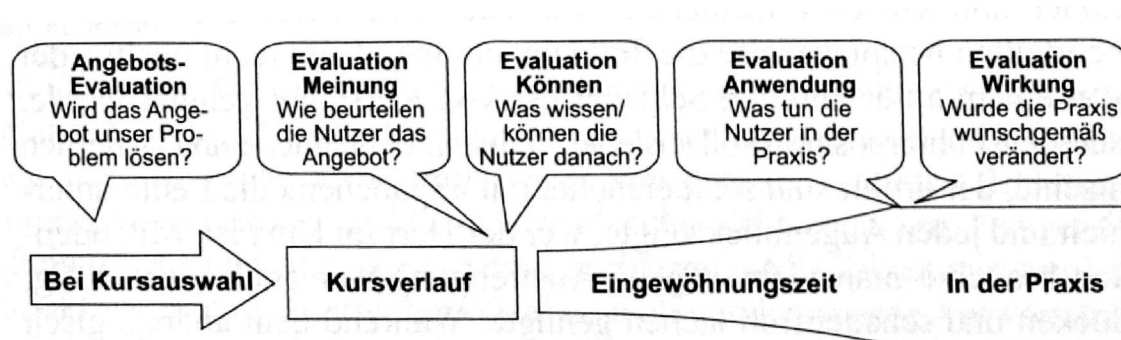 Angebots-
Evaluation
Wird das Ange-
bot unser Pro-
blem lösen?
Evaluation
Meinung
Wie beurteilen
die Nutzer das
Angebot?
Evaluation
Können
Was wissen/
können die
Nutzer danach?
Evaluation
Anwendung
Was tun die
Nutzer in der
Praxis?
Evaluation
Wirkung
Wurde die Praxis
wunschgemäß
verändert?
Bei Kursauswahl
Kursverlauf
Eingewöhnungszeit
In der Praxis